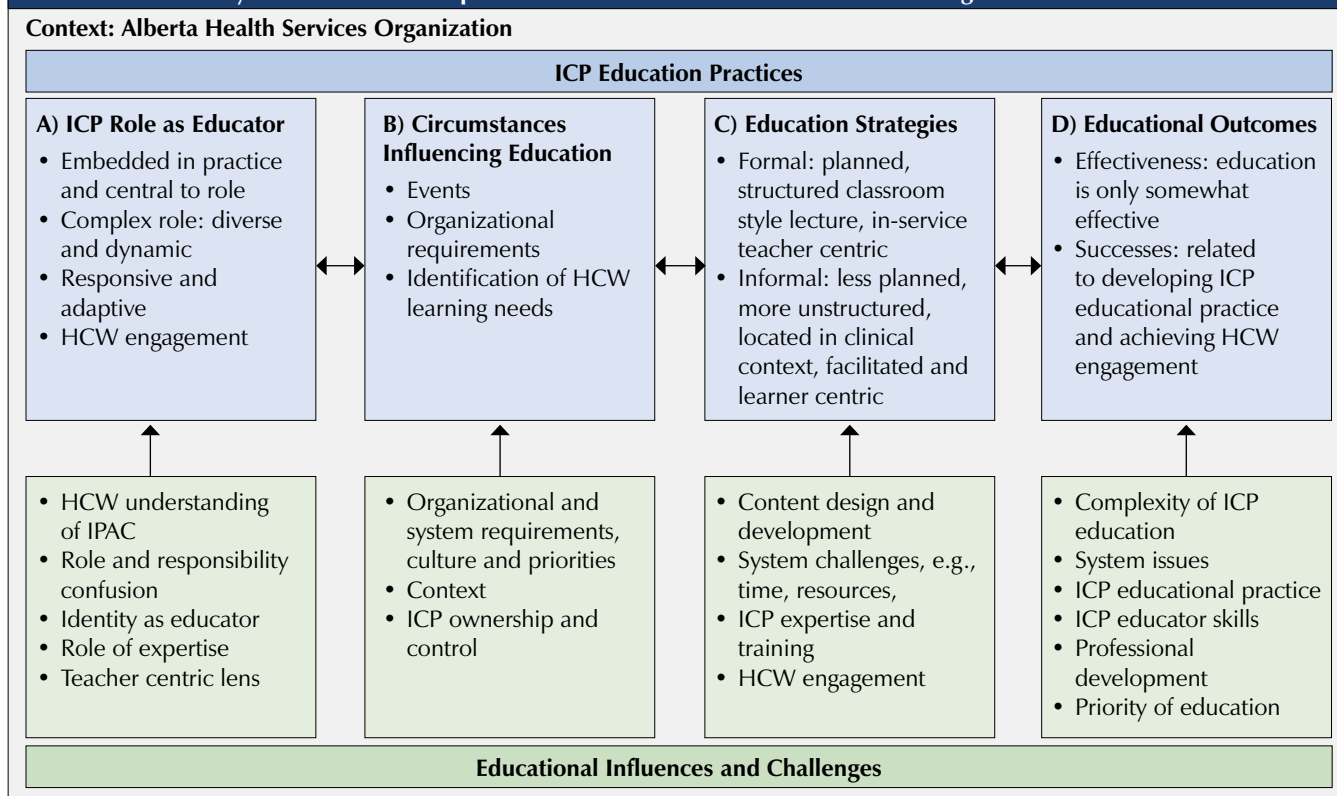 Context: Alberta Health Services Organization
ICP Education Practices
A) ICP Role as Educator
• Embedded in practice
and central to role
• Complex role: diverse
and dynamic
• Responsive and
adaptive
• HCW engagement
B) Circumstances
Influencing Education
• Events
• Organizational
requirements
• Identification of HCW
learning needs
C) Education Strategies
• Formal: planned,
structured classroom
style lecture, in-service
teacher centric
• Informal: less planned,
more unstructured,
located in clinical
context, facilitated and
learner centric
D) Educational Outcomes
• Effectiveness: education
is only somewhat
effective
• Successes: related
to developing ICP
educational practice
and achieving HCW
engagement
• HCW understanding
of IPAC
• Role and responsibility
confusion
• Identity as educator
• Role of expertise
• Teacher centric lens
• Organizational and
system requirements,
culture and priorities
• Context
• ICP ownership and
control
• Content design and
development
• System challenges, e.g.,
time, resources,
• ICP expertise and
training
• HCW engagement
• Complexity of ICP
education
• System issues
• ICP educational practice
• ICP educator skills
• Professional
development
• Priority of education
Educational Influences and Challenges